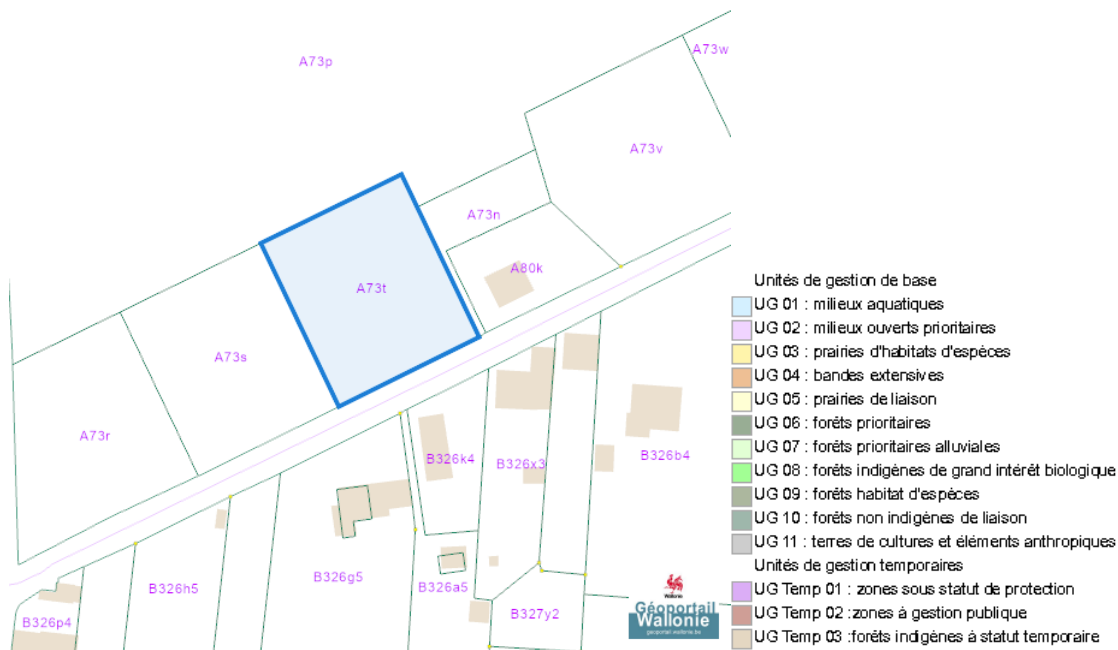 A73p
A73w
A73v
A73n
A80k
A73t
A73s
A73r
B326k4
B326x3
B326b4
B326h5
B326g5
B326a5
B327y2
B326p4
Wallonie
Géoportail
Wallonie
geoportail.wallonie.be
Unités de gestion de base
UG 01 : milieux aquatiques
UG 02 : milieux ouverts prioritaires
UG 03 : prairies d'habitats d'espèces
UG 04 : bandes extensives
UG 05 : prairies de liaison
UG 06 : forêts prioritaires
UG 07 : forêts prioritaires alluviales
UG 08 : forêts indigènes de grand intérêt biologique
UG 09 : forêts habitat d'espèces
UG 10 : forêts non indigènes de liaison
UG 11 : terres de cultures et éléments anthropiques
Unités de gestion temporaires
UG Temp 01 : zones sous statut de protection
UG Temp 02 :zones à gestion publique
UG Temp 03 :forêts indigènes à statut temporaire